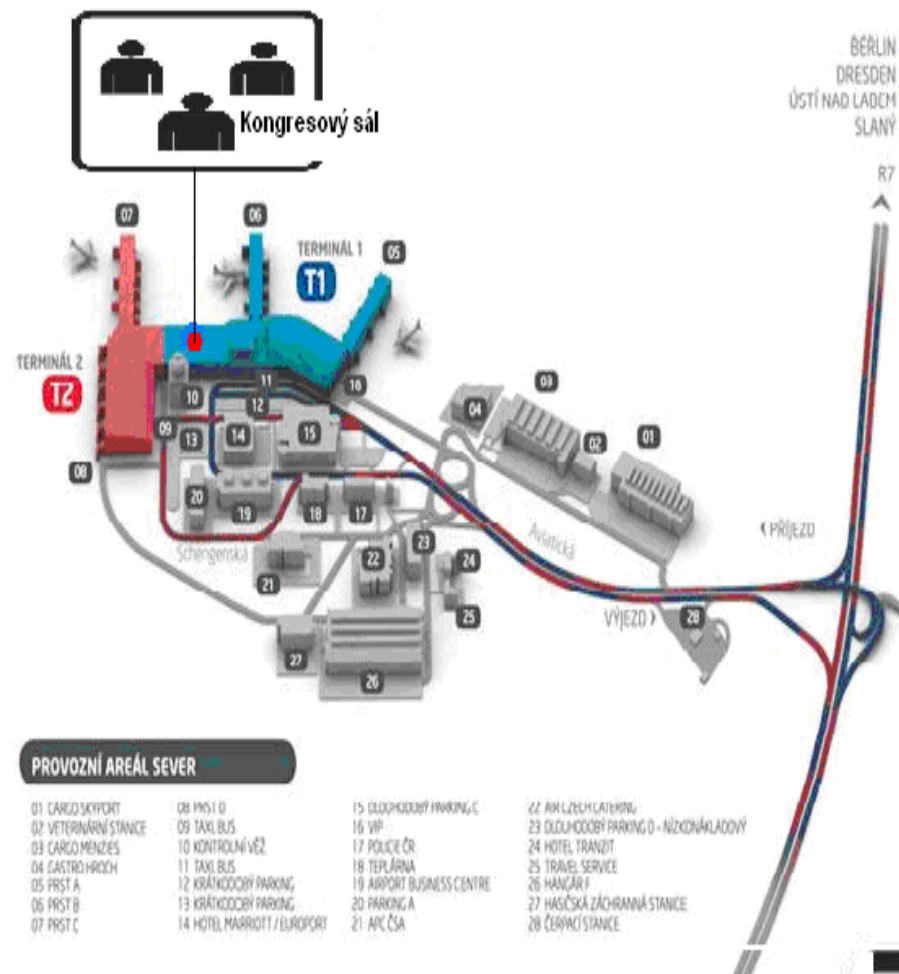 Kongresový sál
BERLIN
DRESDEN
ÚSTÍ NAD LABEM
SLANÝ
R7
07
06
TERMINÁL 1
T1
05
TERMINÁL 2
T2
10
11
16
12
03
04
09
13
14
15
02
01
08
20
19
18
17
Schengenská
Aviatická
PŘÍJEZD
21
22
23
24
25
VÝJEZD
28
27
26
PROVOZNÍ AREÁL SEVER
01 CARGO SKYPORT
02 VETERINÁRNÍ STANICE
03 CARGO MENZIES
04 GASTRO HROCH
05 PRST A
06 PRST B
07 PRST C
08 PRST D
09 TAXI, BUS
10 KONTROLNÍ VĚŽ
11 TAXI, BUS
12 KRÁTKODOBÝ PARKING
13 KRÁTKODOBÝ PARKING
14 HOTEL MARRIOTT / EUROPORT
15 DLOUHODOBÝ PARKING C
16 VIP
17 POLICIE ČR
18 TEPLÁRNA
19 AIRPORT BUSINESS CENTRE
20 PARKING A
21 APC ČSA
22 AIR CZECH CATERING
23 DLOUHODOBÝ PARKING D - NÍZKONÁKLADOVÝ
24 HOTEL TRANZIT
25 TRAVEL SERVICE
26 HANGÁR F
27 HASIČSKÁ ZÁCHRANNÁ STANICE
28 ČERPACÍ STANICE